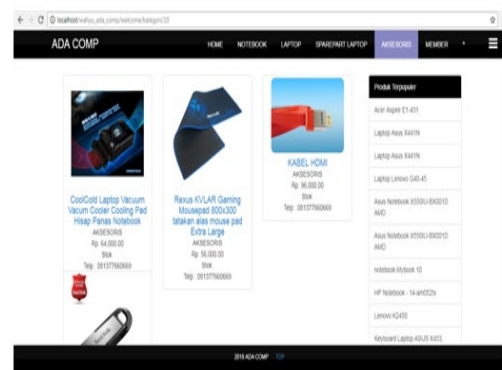 localhost/wahyu_ada_comp/welcome/kategori/10
ADA COMP
HOME
NOTEBOOK
LAPTOP
SPAREPART LAPTOP
AKSESORIS
MEMBER
CoolCold Laptop Vacuum
Vacum Cooler Cooling Pad
Hisap Panas Notebook
AKSESORIS
Rp. 64,000.00
Stok
Telp : 081377660669
Rexus KVLAR Gaming
Mousepad 800x300
tatakan alas mouse pad
Extra Large
AKSESORIS
Rp. 56,000.00
Stok
Telp : 081377660669
KABEL HDMI
AKSESORIS
Rp. 96,000.00
Stok
Telp : 081377660669
Produk Terpopuler
Acer Aspire E1-431
Laptop Asus X441N
Laptop Asus X441N
Laptop Lenovo G40-45
Asus Notebook X550IU-BX001D
AMD
Asus Notebook X550IU-BX001D
AMD
notebook Mybook 10
HP Notebook - 14-am052tx
Lenovo K2450
Keyboard Laptop ASUS X455
2018 ADA COMP
TOP